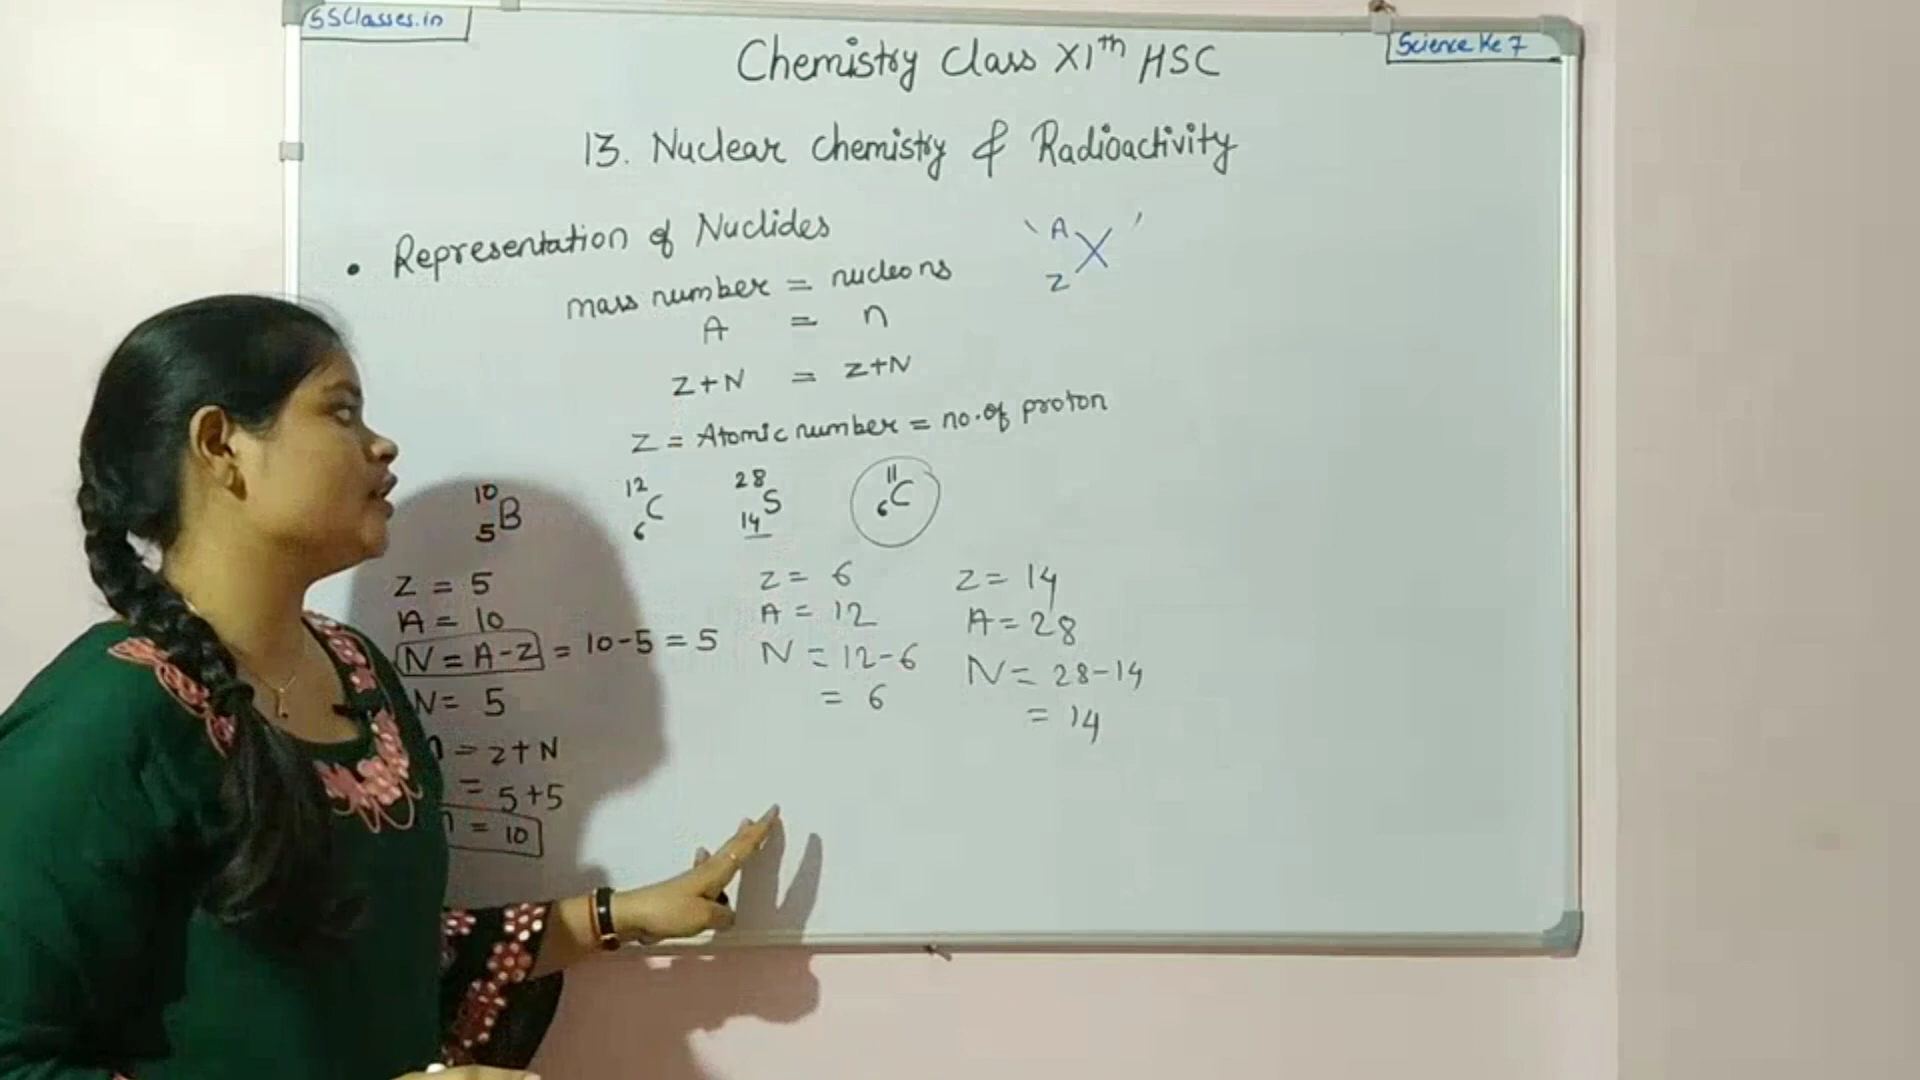 SSClasses.in
Science Ke 7
Chemistry Class XIth HSC
13. Nuclear chemistry & Radioactivity
• Representation of Nuclides
'A X'
Z
mass number = nucleons
A = n
Z+N = Z+N
Z = Atomic number = no. of proton
10 B 5
12 C 6
28 S 14
11 C 6
Z = 5
A = 10
N = A-Z = 10-5 = 5
N = 5
n = Z+N
= 5+5
n = 10
Z = 6
A = 12
N = 12-6
= 6
Z = 14
A = 28
N = 28-14
= 14